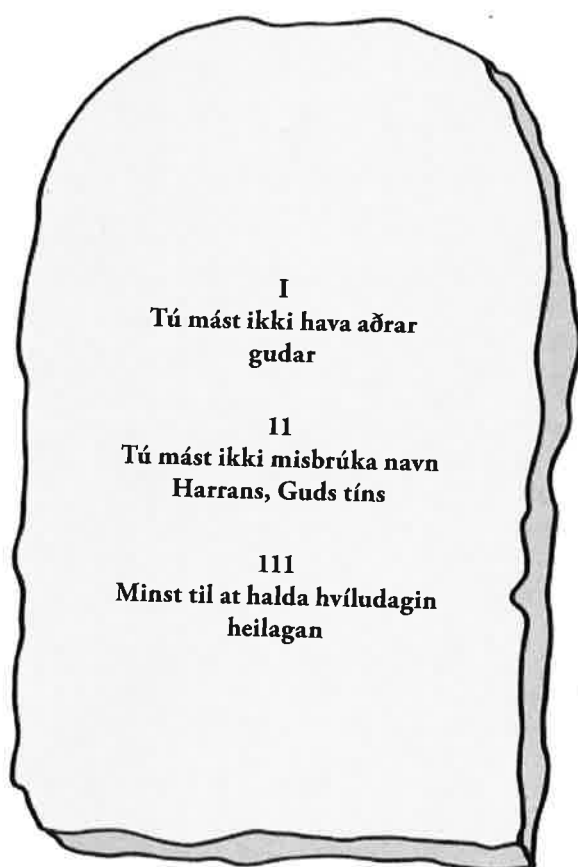 I
Tú mást ikki hava aðrar
gudar
11
Tú mást ikki misbrúka navn
Harrans, Guds tíns
111
Minst til at halda hvíludagin
heilagan